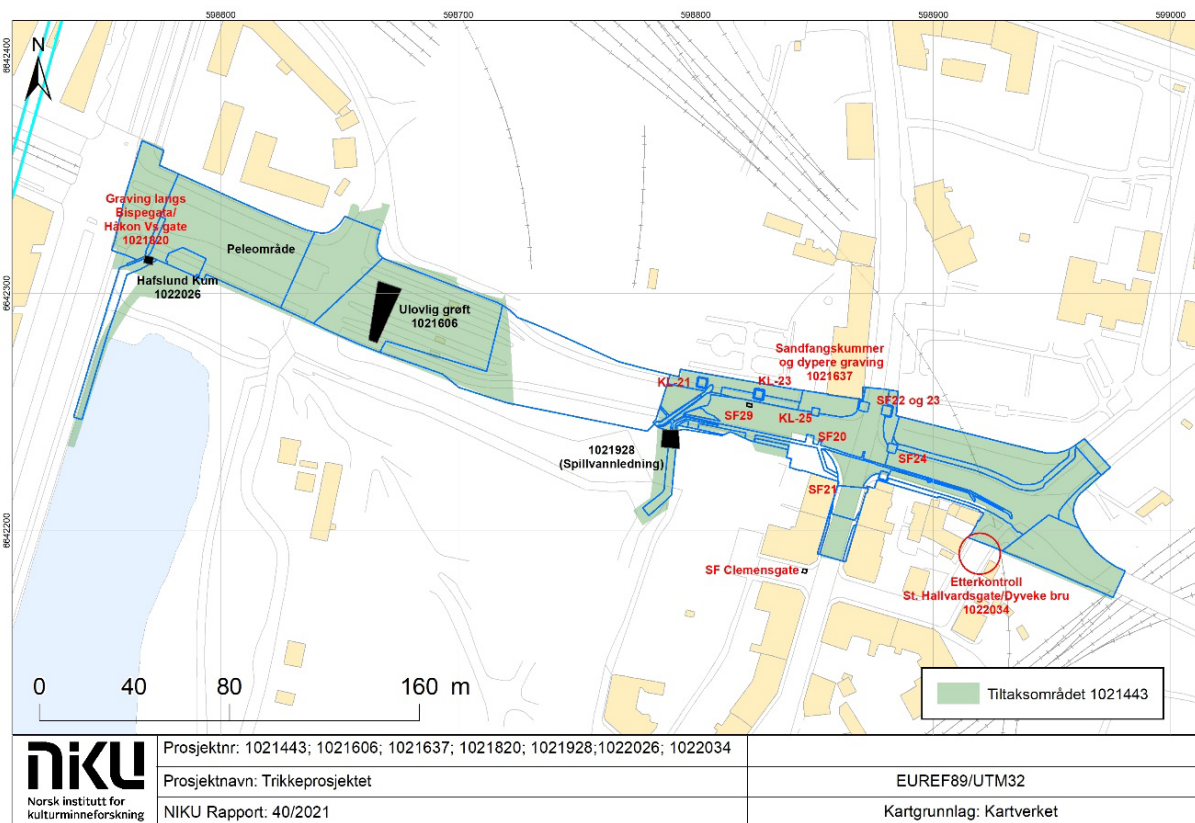 598800
598700
598800
598900
599000
6642400
N
Graving langs
Bispegata/
Håkon Vs gate
1021820
Peleområde
Hafslund Kum
1022026
6642300
Ulovlig grøft
1021606
Sandfangskummer
og dypere graving
1021637
KL-21
KL-23
SF22 og 23
SF29
KL-25
SF20
1021928
(Spillvannledning)
SF24
SF21
6642200
SF Clemensgate
Etterkontroll
St. Hallvardsgate/Dyveke bru
1022034
0 40 80 160 m
Tiltaksområdet 1021443
NIKU
Norsk institutt for
kulturminneforskning
Prosjektnr: 1021443; 1021606; 1021637; 1021820; 1021928;1022026; 1022034
Prosjektnavn: Trikkeprosjektet
EUREF89/UTM32
NIKU Rapport: 40/2021
Kartgrunnlag: Kartverket